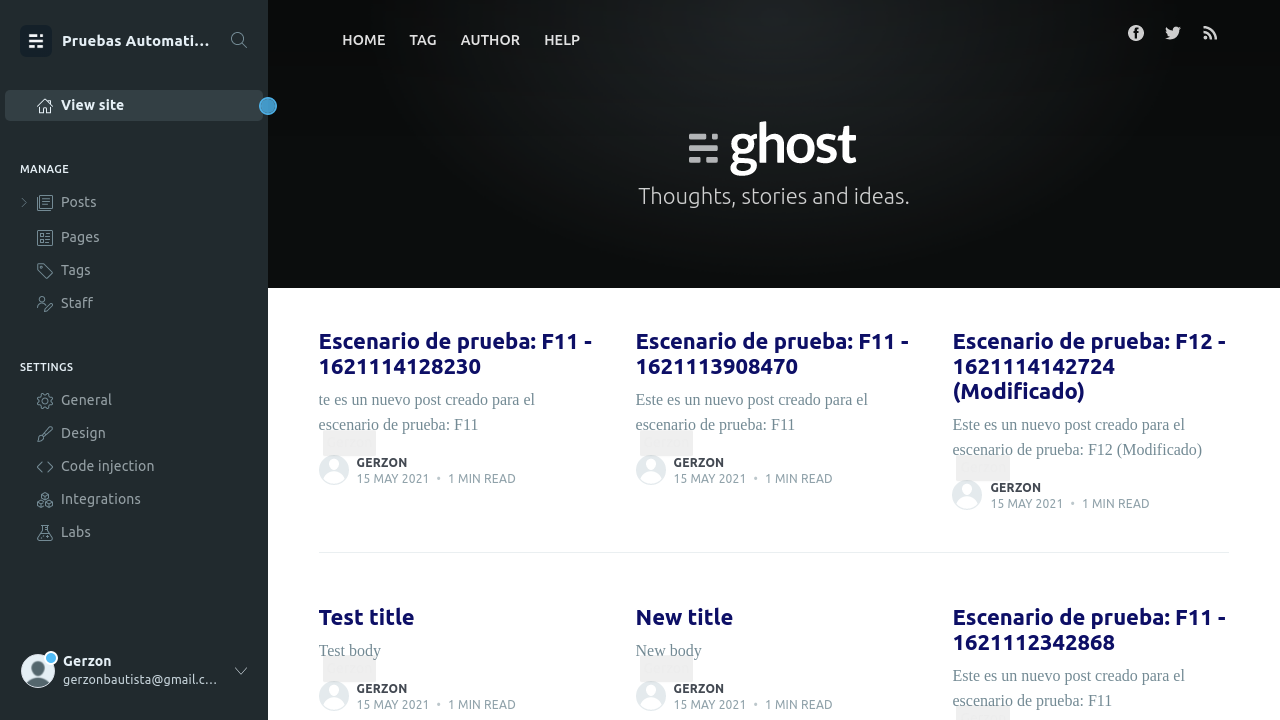 Pruebas Automati...
View site
MANAGE
Posts
Pages
Tags
Staff
SETTINGS
General
Design
Code injection
Integrations
Labs
Gerzon
gerzonbautista@gmail.c...
HOME TAG AUTHOR HELP
ghost
Thoughts, stories and ideas.
Escenario de prueba: F11 -
1621114128230
te es un nuevo post creado para el
escenario de prueba: F11
GERZON
15 MAY 2021 • 1 MIN READ
Escenario de prueba: F11 -
1621113908470
Este es un nuevo post creado para el
escenario de prueba: F11
GERZON
15 MAY 2021 • 1 MIN READ
Escenario de prueba: F12 -
1621114142724
(Modificado)
Este es un nuevo post creado para el
escenario de prueba: F12 (Modificado)
GERZON
15 MAY 2021 • 1 MIN READ
Test title
Test body
GERZON
15 MAY 2021 • 1 MIN READ
New title
New body
GERZON
15 MAY 2021 • 1 MIN READ
Escenario de prueba: F11 -
1621112342868
Este es un nuevo post creado para el
escenario de prueba: F11